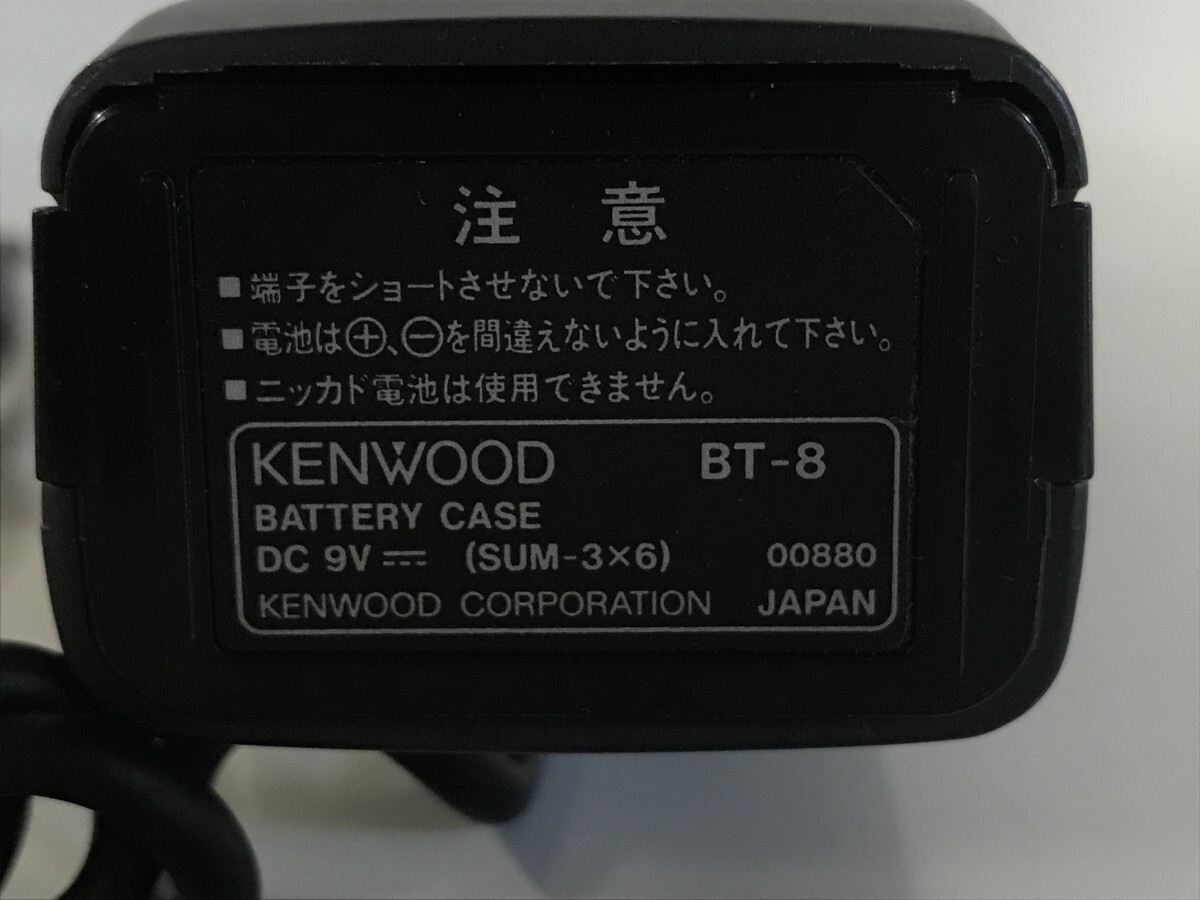 注意
■端子をショートさせないで下さい。
■電池は⊕、⊖を間違えないように入れて下さい。
■ニッカド電池は使用できません。
KENWOOD BT-8
BATTERY CASE
DC 9V ⎓ (SUM-3×6) 00880
KENWOOD CORPORATION JAPAN